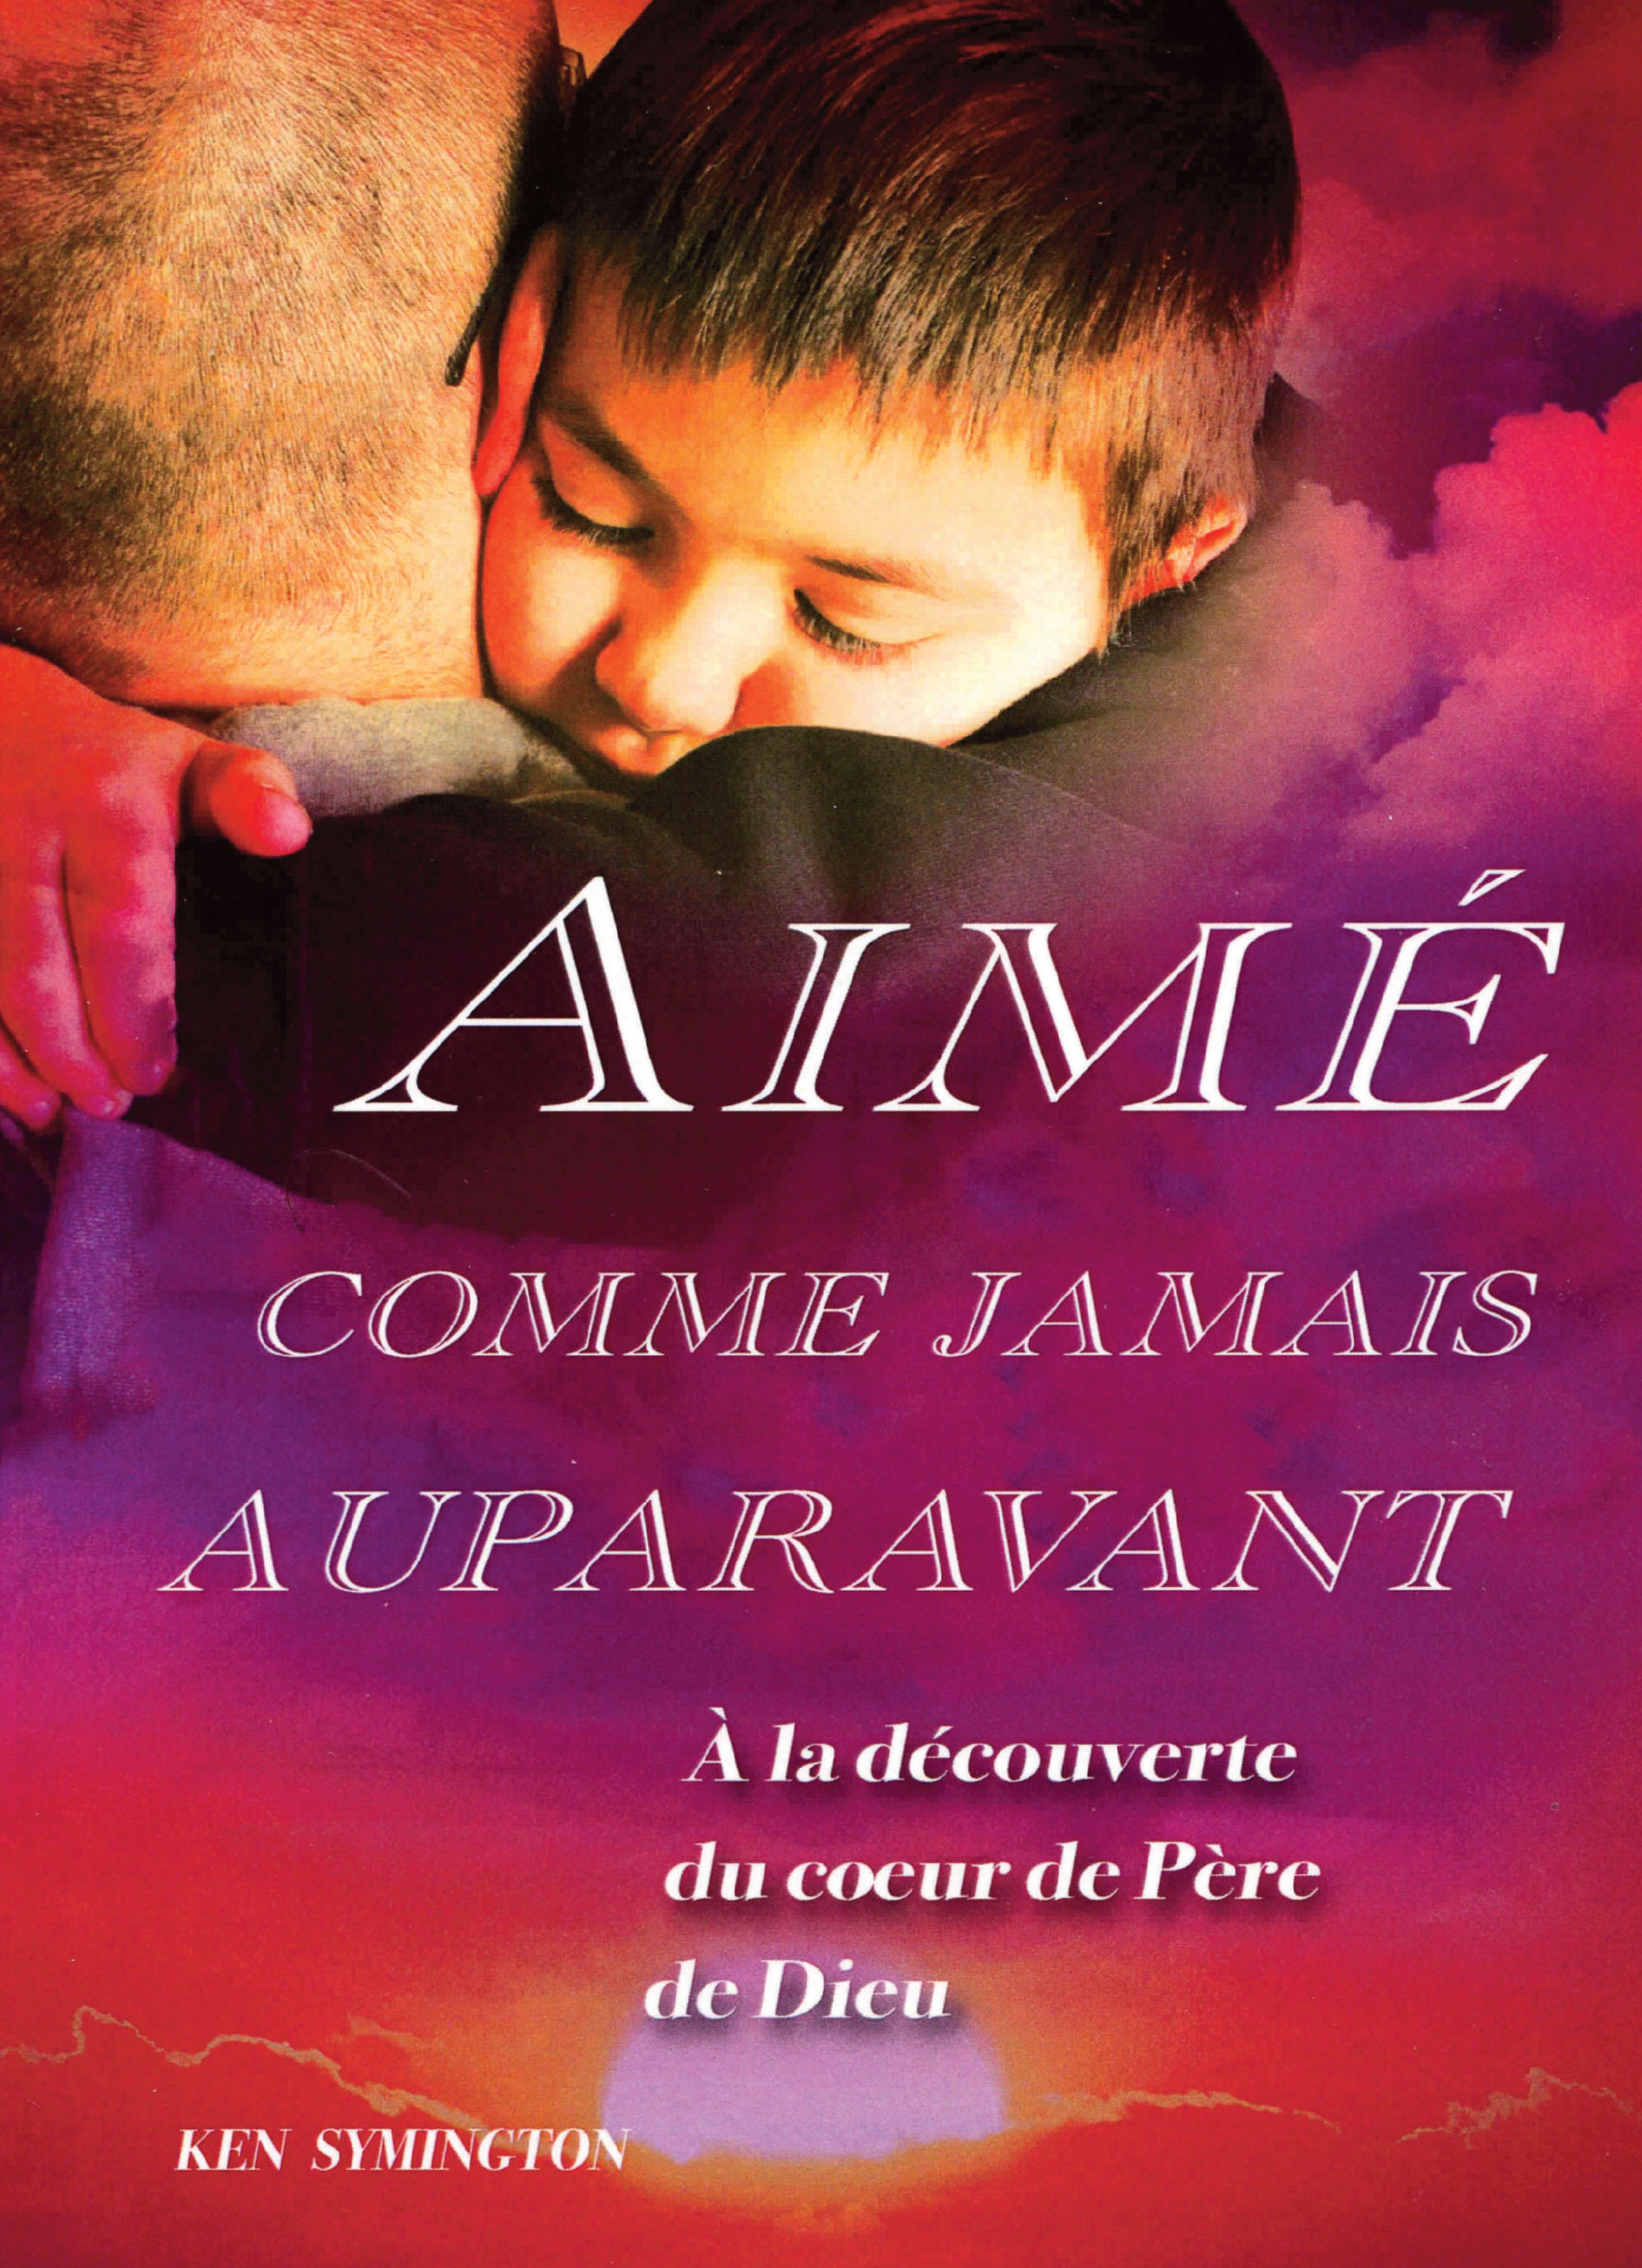 AIMÉ
COMME JAMAIS
AUPARAVANT
À la découverte
du coeur de Père
de Dieu
KEN SYMINGTON